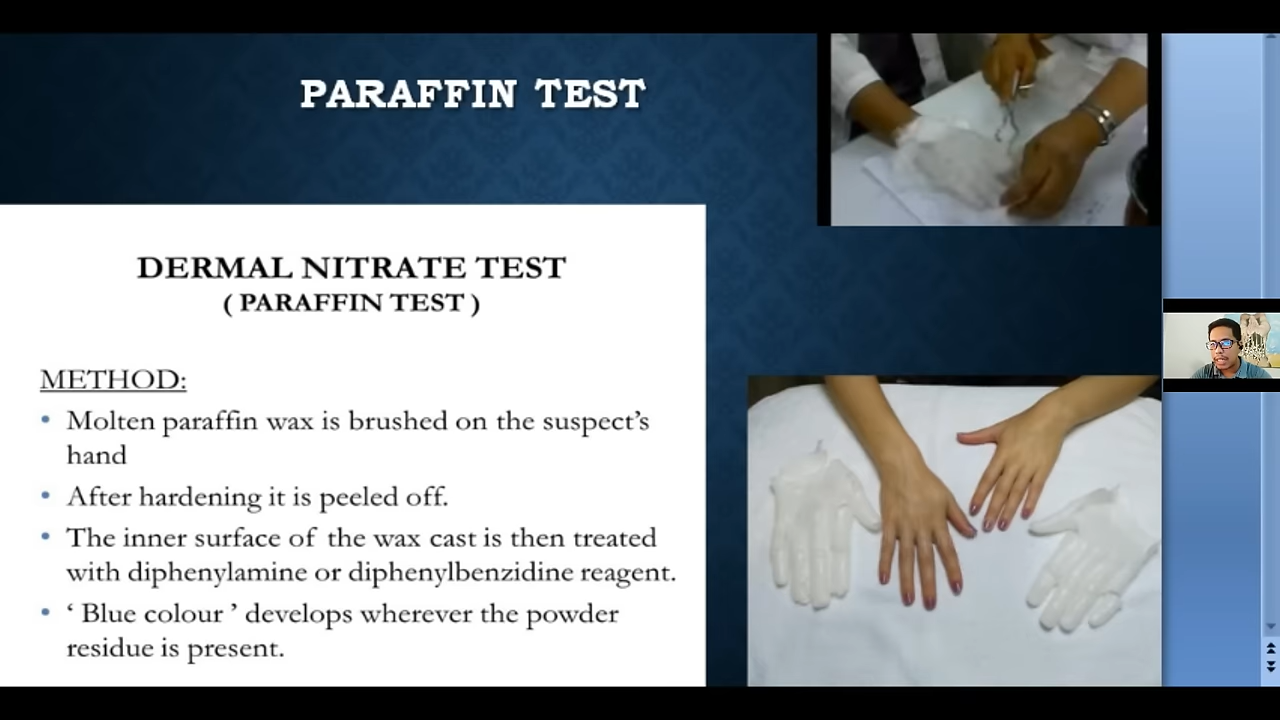 PARAFFIN TEST
DERMAL NITRATE TEST
( PARAFFIN TEST )
METHOD:
• Molten paraffin wax is brushed on the suspect's
hand
• After hardening it is peeled off.
• The inner surface of the wax cast is then treated
with diphenylamine or diphenylbenzidine reagent.
• ‘ Blue colour ’ develops wherever the powder
residue is present.